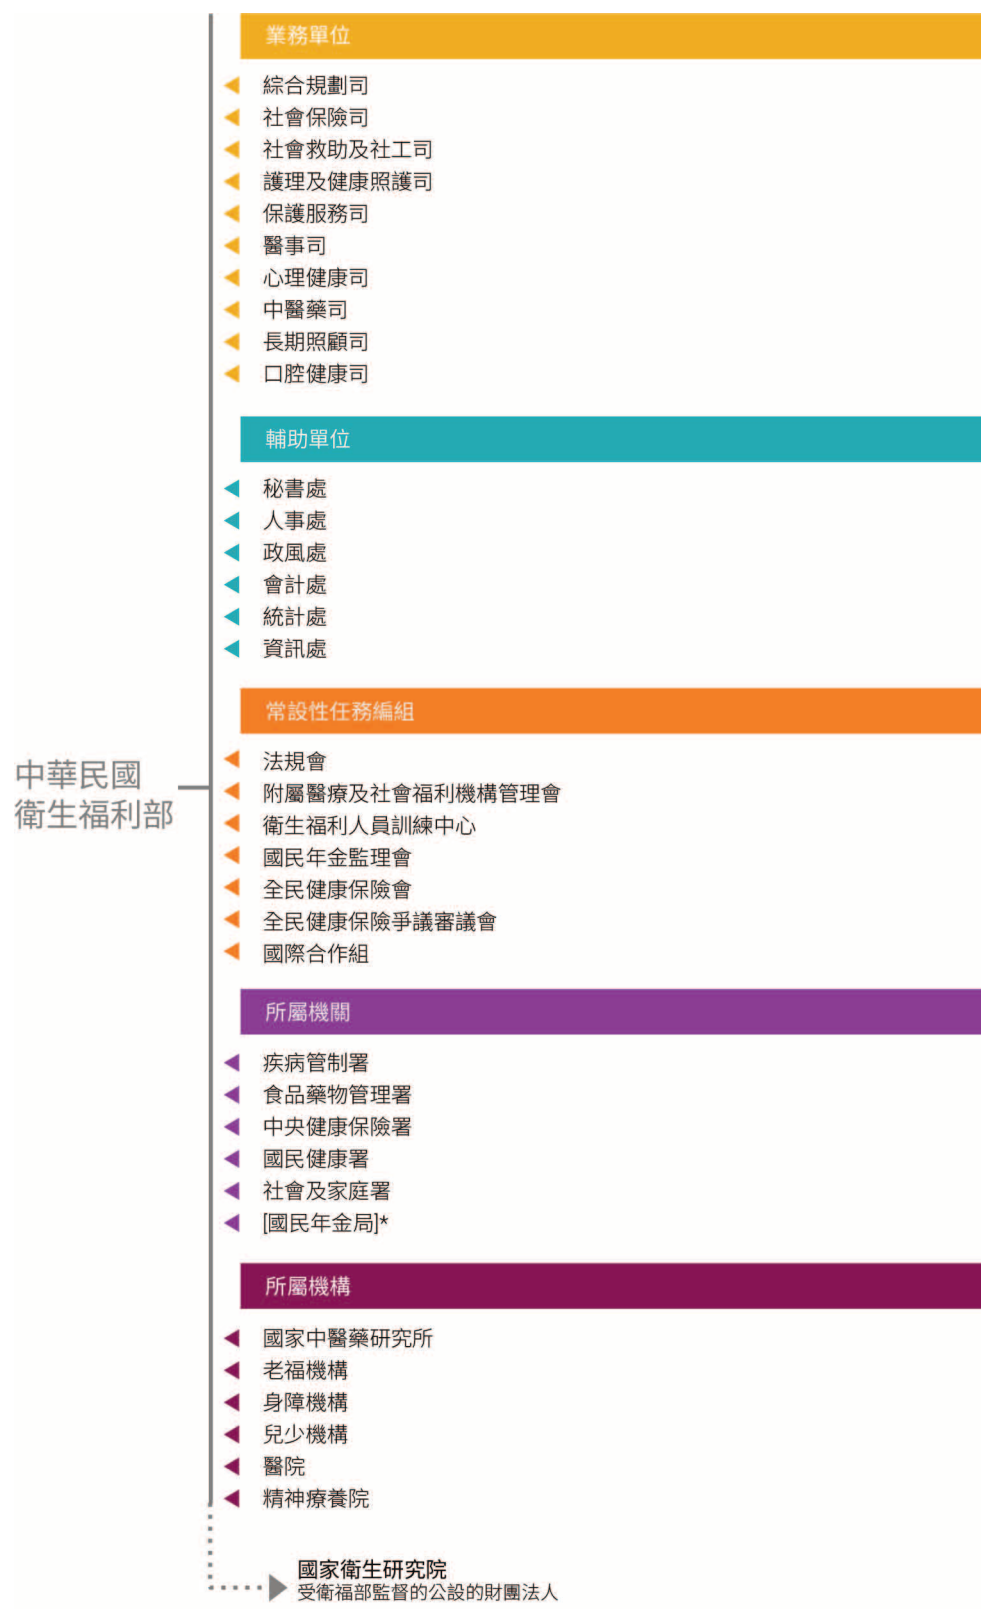 業務單位
綜合規劃司
社會保險司
社會救助及社工司
護理及健康照護司
保護服務司
醫事司
心理健康司
中醫藥司
長期照顧司
口腔健康司
輔助單位
秘書處
人事處
政風處
會計處
統計處
資訊處
中華民國
衛生福利部
常設性任務編組
法規會
附屬醫療及社會福利機構管理會
衛生福利人員訓練中心
國民年金監理會
全民健康保險會
全民健康保險爭議審議會
國際合作組
所屬機關
疾病管制署
食品藥物管理署
中央健康保險署
國民健康署
社會及家庭署
[國民年金局]*
所屬機構
國家中醫藥研究所
老福機構
身障機構
兒少機構
醫院
精神療養院
國家衛生研究院
受衛福部監督的公設的財團法人